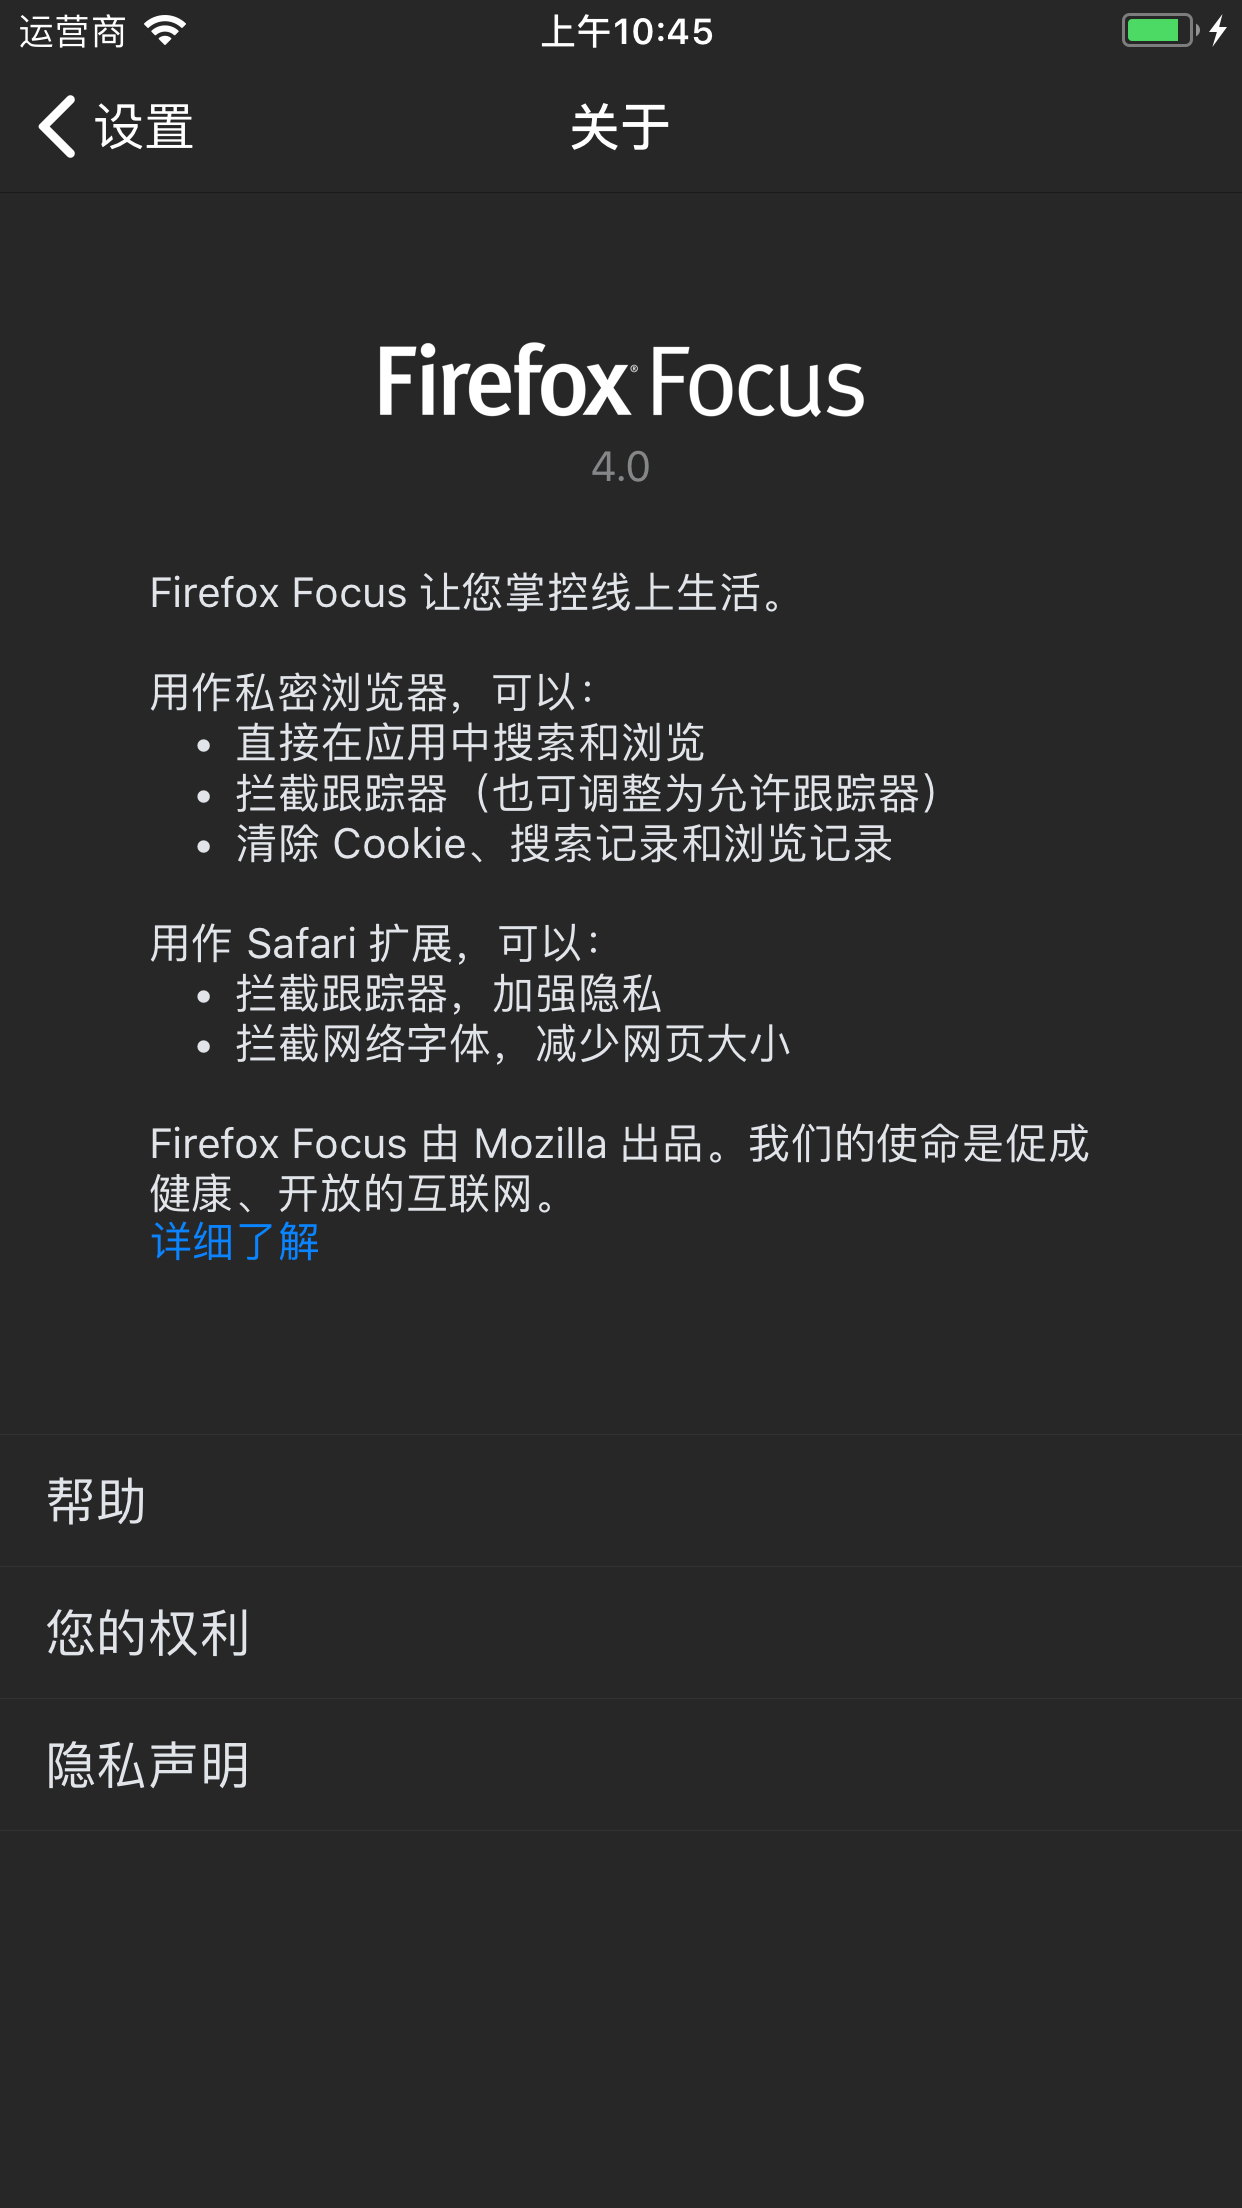 运营商
上午10:45
设置
关于
Firefox® Focus
4.0
Firefox Focus 让您掌控线上生活。
用作私密浏览器，可以：
• 直接在应用中搜索和浏览
• 拦截跟踪器（也可调整为允许跟踪器）
• 清除 Cookie、搜索记录和浏览记录
用作 Safari 扩展，可以：
• 拦截跟踪器，加强隐私
• 拦截网络字体，减少网页大小
Firefox Focus 由 Mozilla 出品。我们的使命是促成
健康、开放的互联网。
详细了解
帮助
您的权利
隐私声明